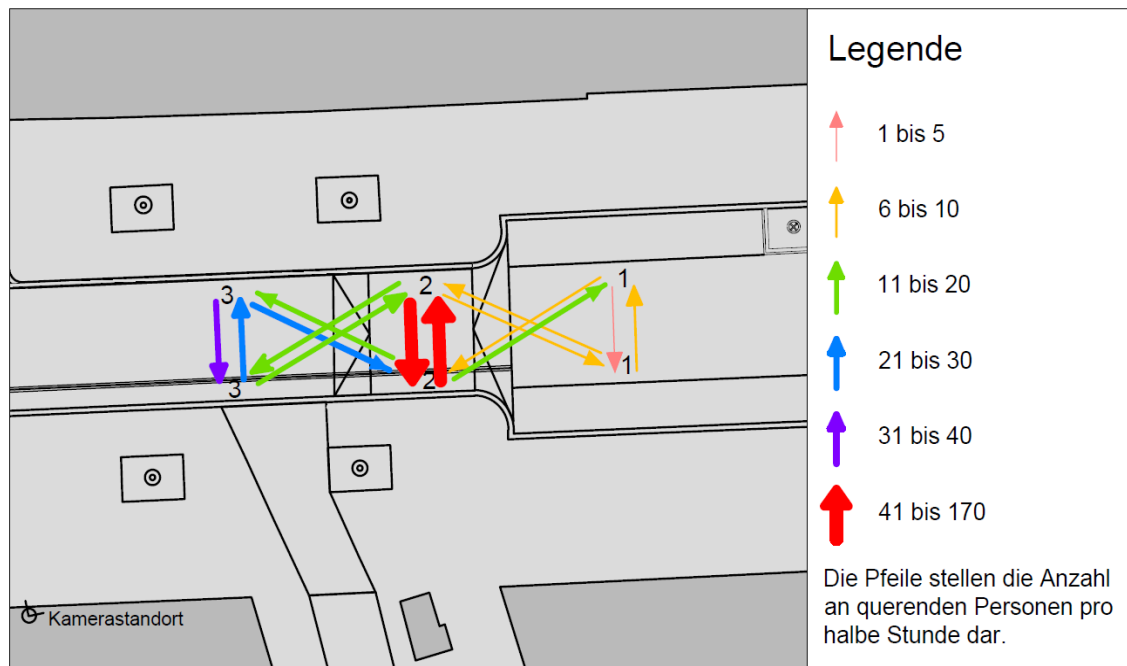 Legende
1 bis 5
6 bis 10
11 bis 20
21 bis 30
31 bis 40
41 bis 170
Die Pfeile stellen die Anzahl
an querenden Personen pro
halbe Stunde dar.
3 2 1
3 2 1
Kamerastandort